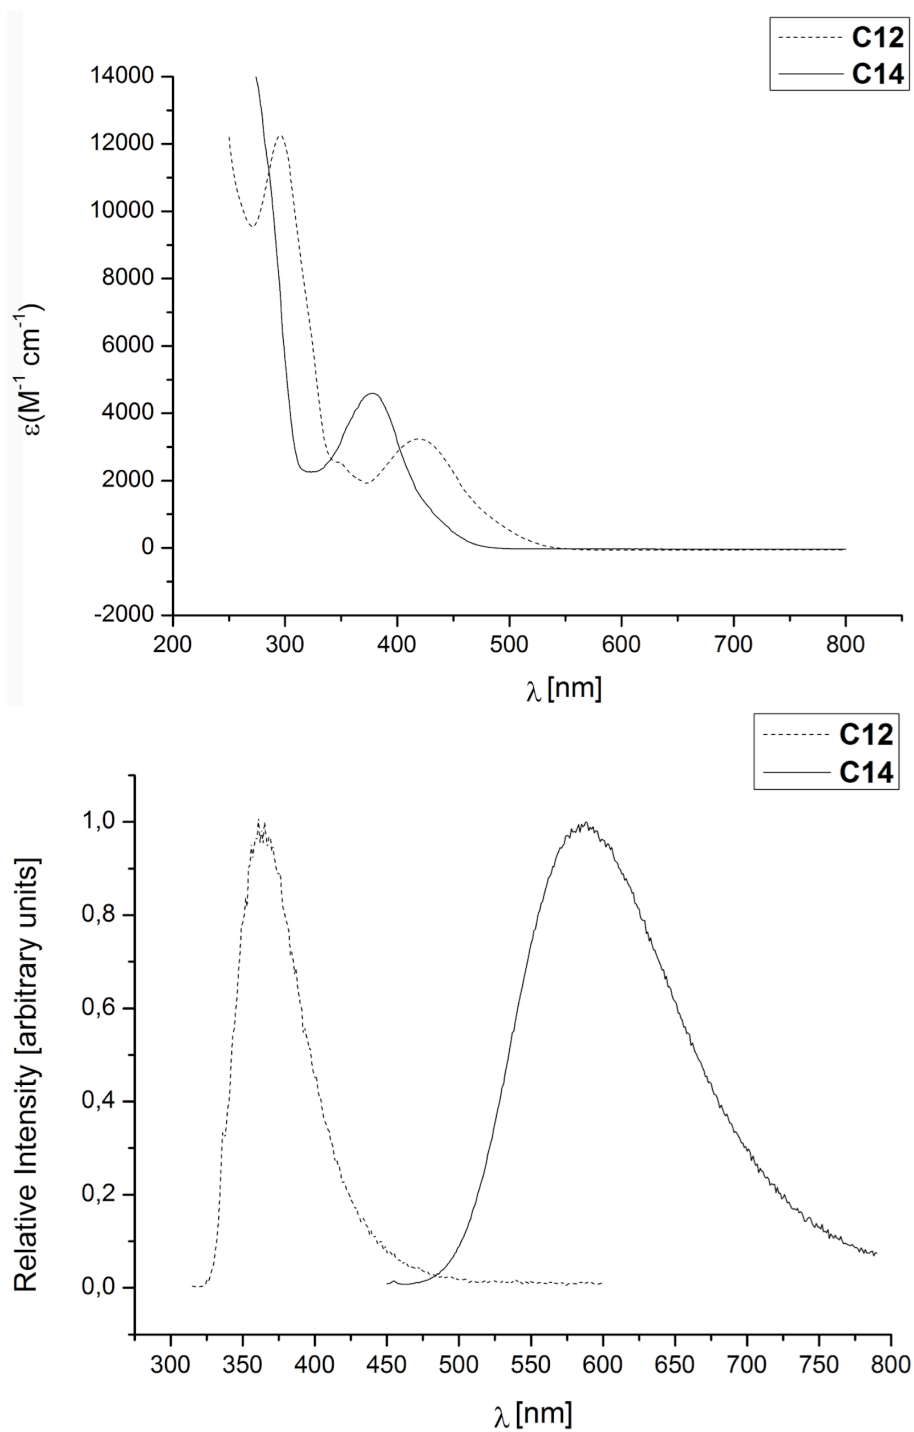 C12
C14
14000
12000
10000
8000
6000
4000
2000
0
-2000
ε(M⁻¹ cm⁻¹)
200 300 400 500 600 700 800
λ [nm]
C12
C14
1,0
0,8
0,6
0,4
0,2
0,0
Relative Intensity [arbitrary units]
300 350 400 450 500 550 600 650 700 750 800
λ [nm]